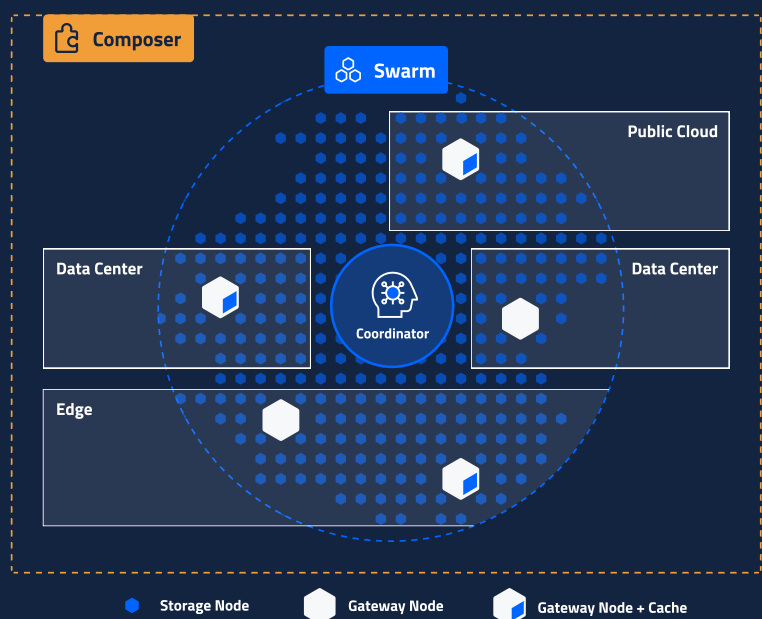 Composer
Swarm
Public Cloud
Data Center
Data Center
Coordinator
Edge
Storage Node
Gateway Node
Gateway Node + Cache